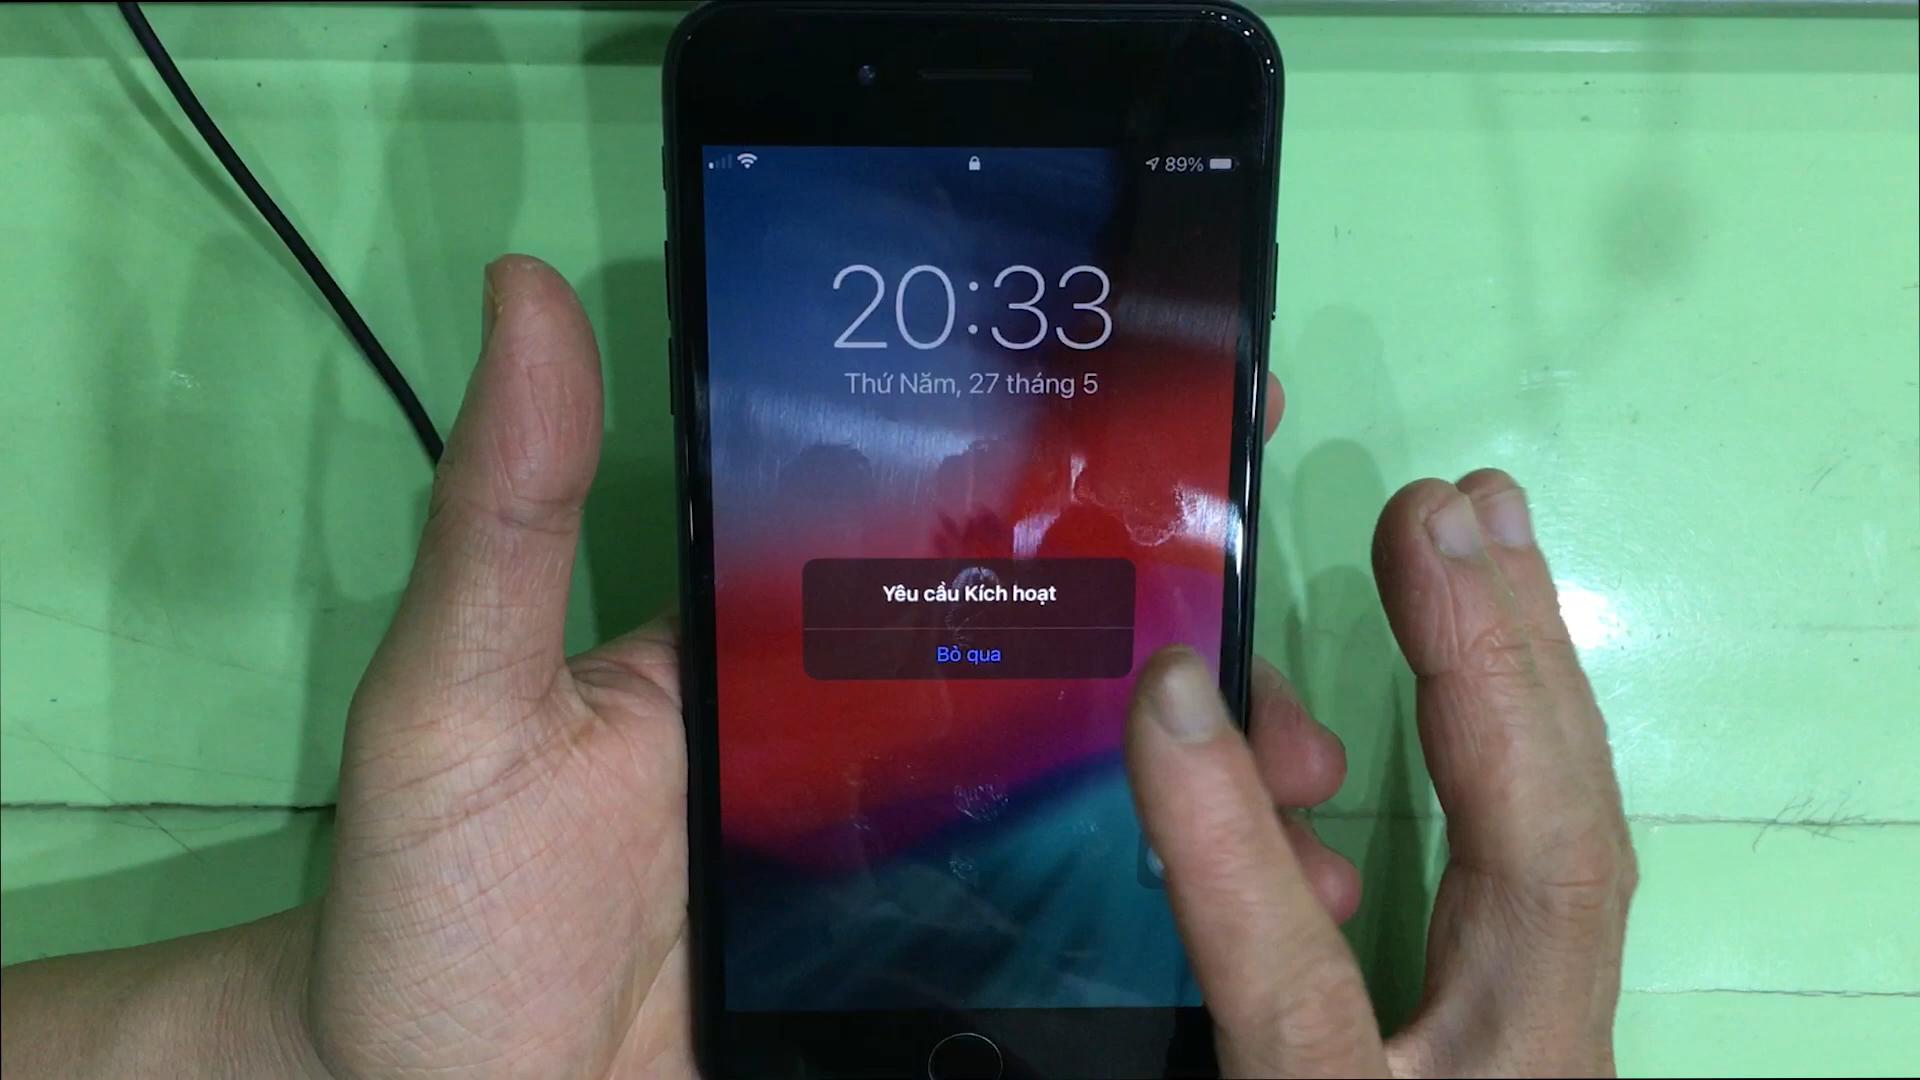 89%
20:33
Thứ Năm, 27 tháng 5
Yêu cầu Kích hoạt
Bỏ qua